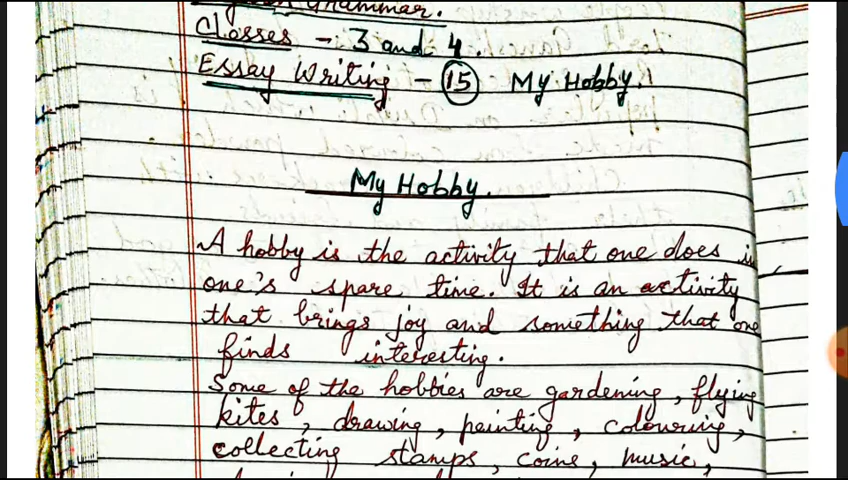 Grammar.
Classes - 3 and 4.
Essay Writing - 15 My Hobby.
My Hobby.
A hobby is the activity that one does in
one's spare time. It is an activity
that brings joy and something that one
finds interesting.
Some of the hobbies are gardening, flying
kites, drawing, painting, colouring,
collecting stamps, coins, music,